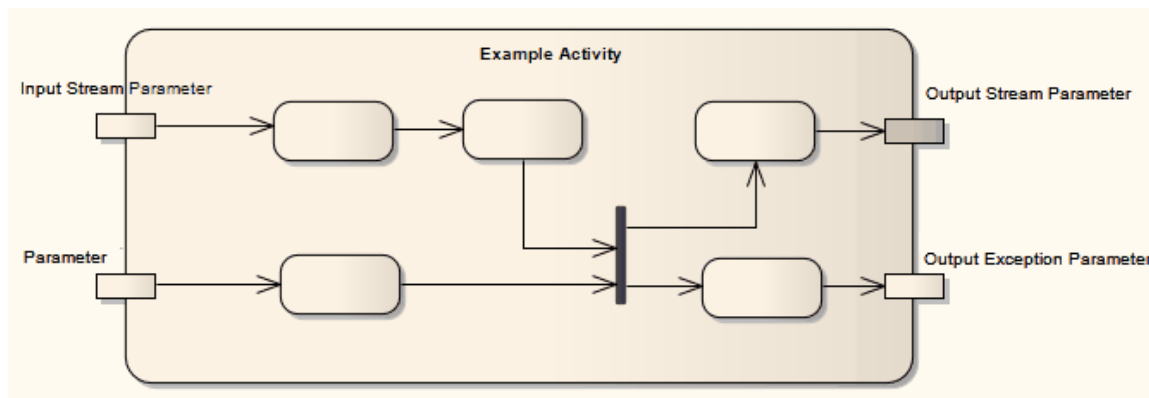 Example Activity
Input Stream Parameter
Output Stream Parameter
Parameter
Output Exception Parameter